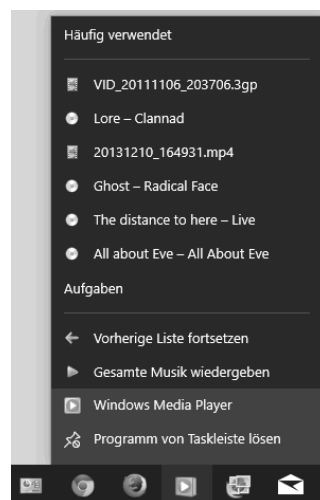 Häufig verwendet
VID_20111106_203706.3gp
Lore – Clannad
20131210_164931.mp4
Ghost – Radical Face
The distance to here – Live
All about Eve – All About Eve
Aufgaben
Vorherige Liste fortsetzen
Gesamte Musik wiedergeben
Windows Media Player
Programm von Taskleiste lösen